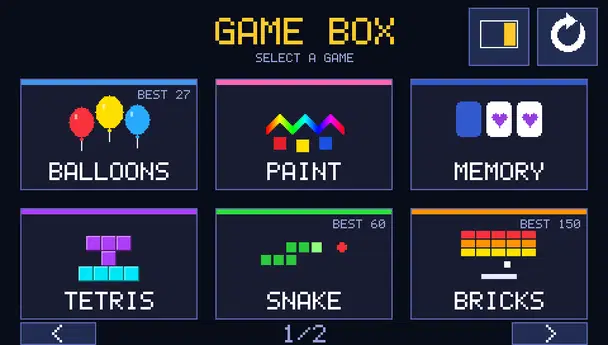 GAME BOX
SELECT A GAME
BEST 27
BALLOONS
PAINT
MEMORY
TETRIS
BEST 60
SNAKE
BEST 150
BRICKS
< 1/2 >